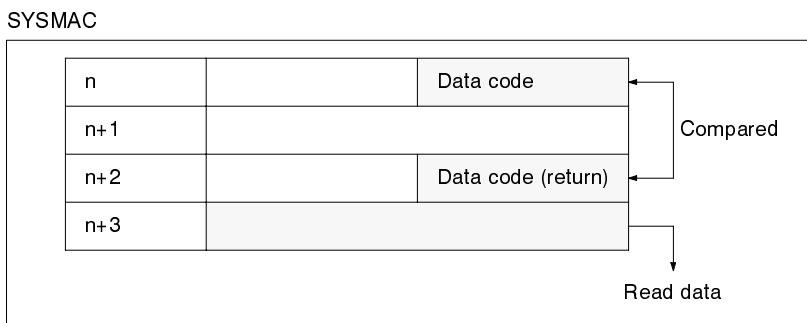 SYSMAC
n Data code
n+1
Compared
n+2 Data code (return)
n+3
Read data